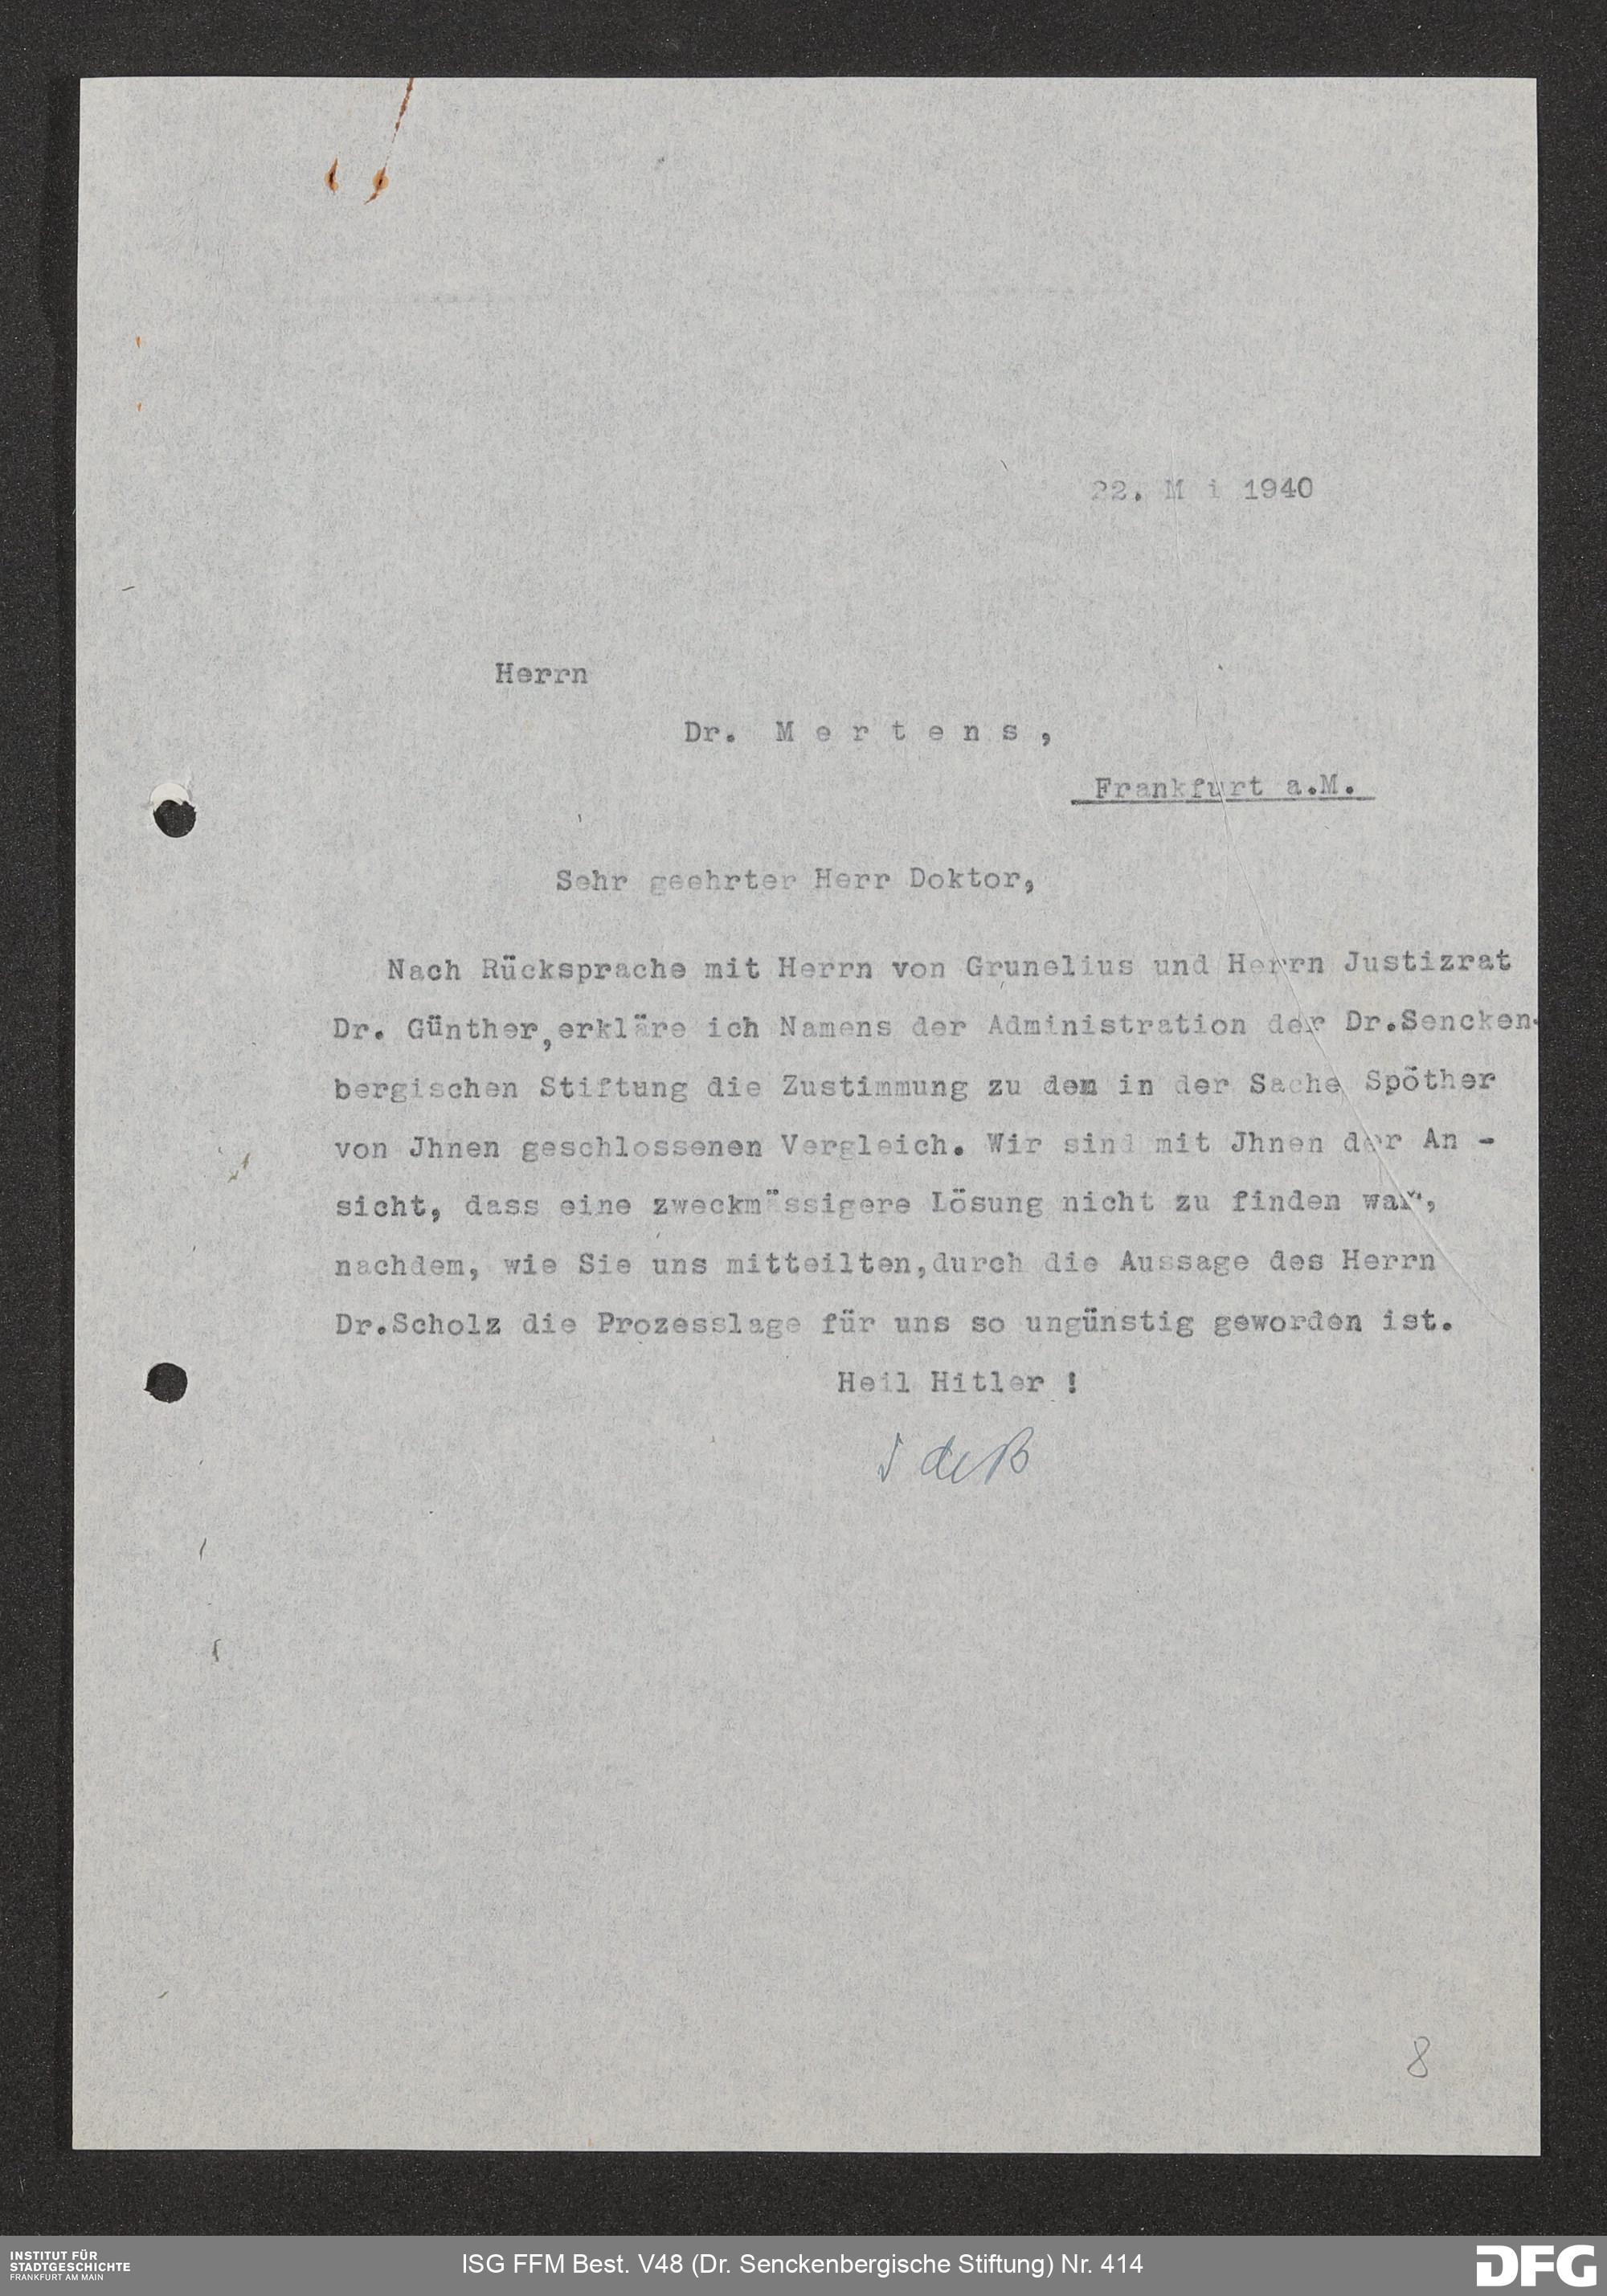 22. M i 1940
Herrn
Dr. M e r t e n s ,
Frankfurt a.M.
Sehr geehrter Herr Doktor,
Nach Rücksprache mit Herrn von Grunelius und Herrn Justizrat
Dr. Günther,erkläre ich Namens der Administration der Dr.Sencken-
bergischen Stiftung die Zustimmung zu dem in der Sache Spöther
von Jhnen geschlossenen Vergleich. Wir sind mit Jhnen der An -
sicht, dass eine zweckmässigere Lösung nicht zu finden war,
nachdem, wie Sie uns mitteilten,durch die Aussage des Herrn
Dr.Scholz die Prozesslage für uns so ungünstig geworden ist.
Heil Hitler !
8
INSTITUT FÜR
STADTGESCHICHTE
FRANKFURT AM MAIN
ISG FFM Best. V48 (Dr. Senckenbergische Stiftung) Nr. 414
DFG